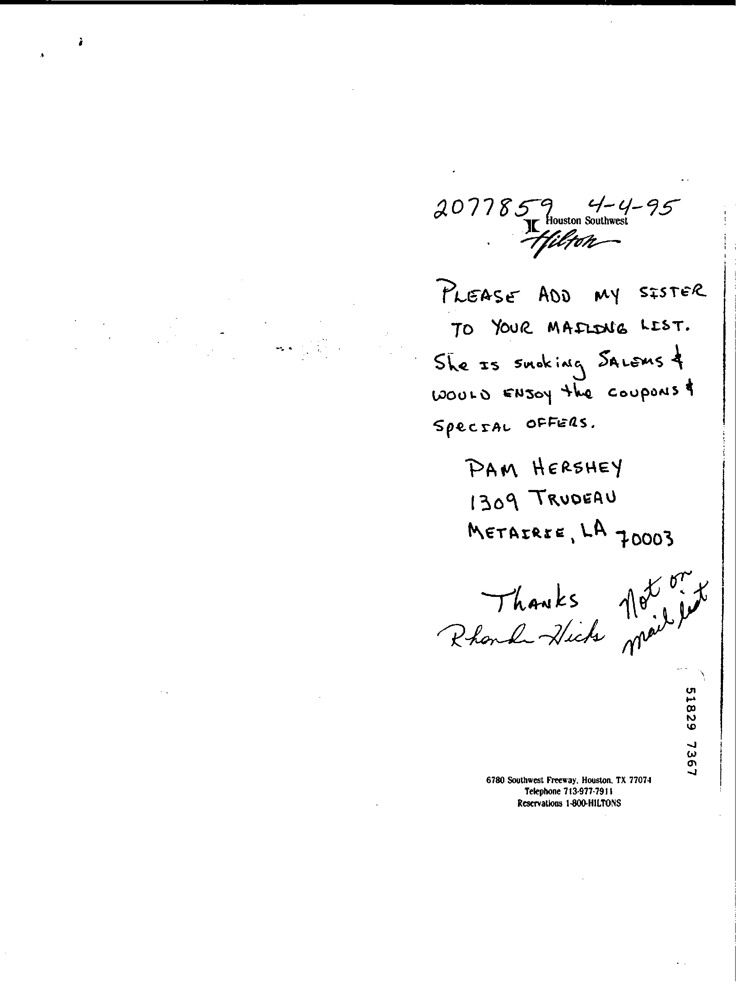 2077859 4-4-95
Houston Southwest
Hilton
PLEASE ADD MY SISTER
TO YOUR MAILING LIST.
She IS smoking SALEMS &
WOULD ENJOY the COUPONS &
SPECIAL OFFERS.
PAM HERSHEY
1309 TRUDEAU
METAIRIE, LA 70003
Thanks
Rhonda Hicks
Not on
mail list
51829 7367
6780 Southwest Freeway, Houston, TX 77074
Telephone 713-977-7911
Reservations 1-800-HILTONS